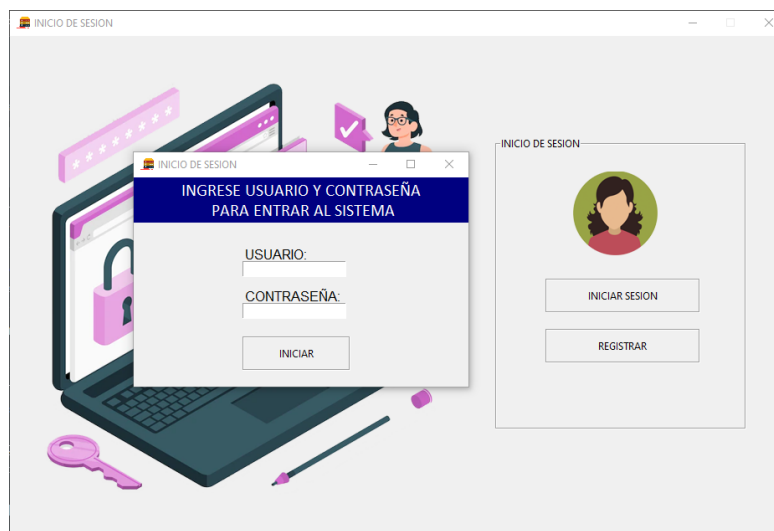 INICIO DE SESION
INICIO DE SESION
INGRESE USUARIO Y CONTRASEÑA
PARA ENTRAR AL SISTEMA
USUARIO:
CONTRASEÑA:
INICIAR
INICIO DE SESION
INICIAR SESION
REGISTRAR